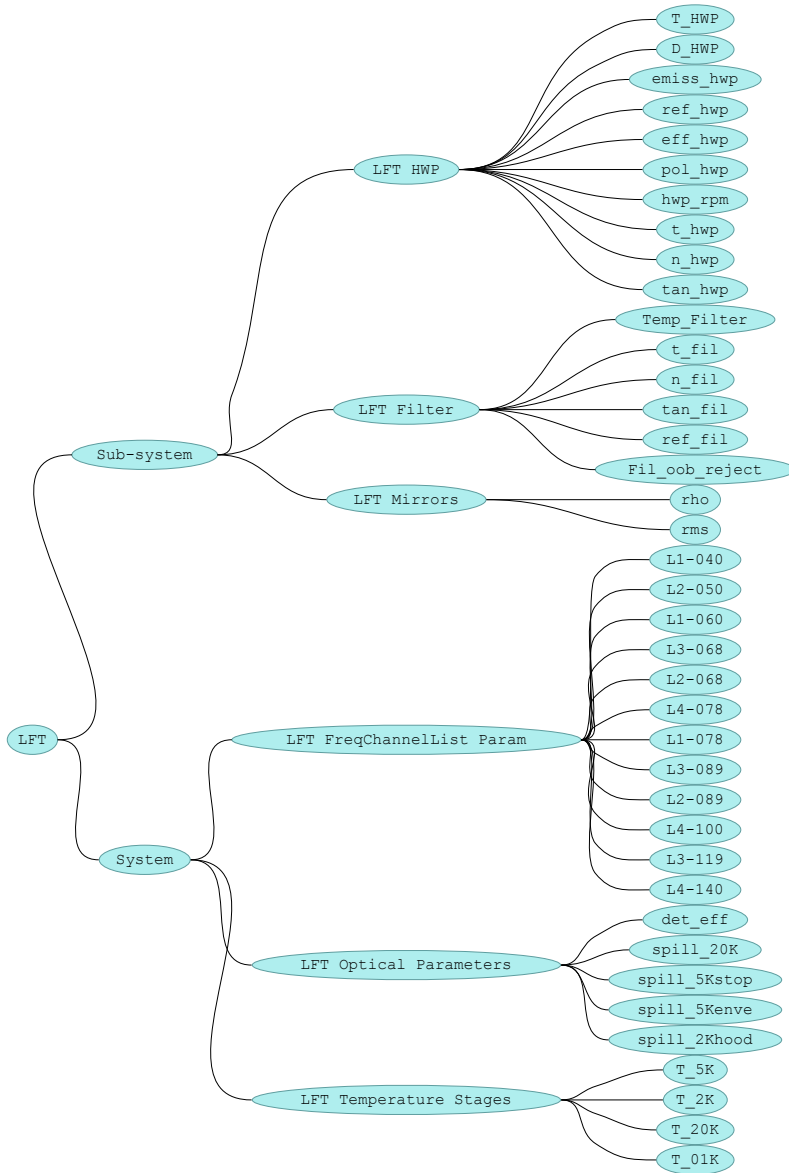 T_HWP
D_HWP
emiss_hwp
ref_hwp
eff_hwp
LFT HWP
pol_hwp
hwp_rpm
t_hwp
n_hwp
tan_hwp
Temp_Filter
t_fil
n_fil
LFT Filter
tan_fil
ref_fil
Sub-system
Fil_oob_reject
LFT Mirrors
rho
rms
L1-040
L2-050
L1-060
L3-068
L2-068
L4-078
LFT
LFT FreqChannelList Param
L1-078
L3-089
L2-089
L4-100
System
L3-119
L4-140
det_eff
spill_20K
LFT Optical Parameters
spill_5Kstop
spill_5Kenve
spill_2Khood
T_5K
LFT Temperature Stages
T_2K
T_20K
T_01K